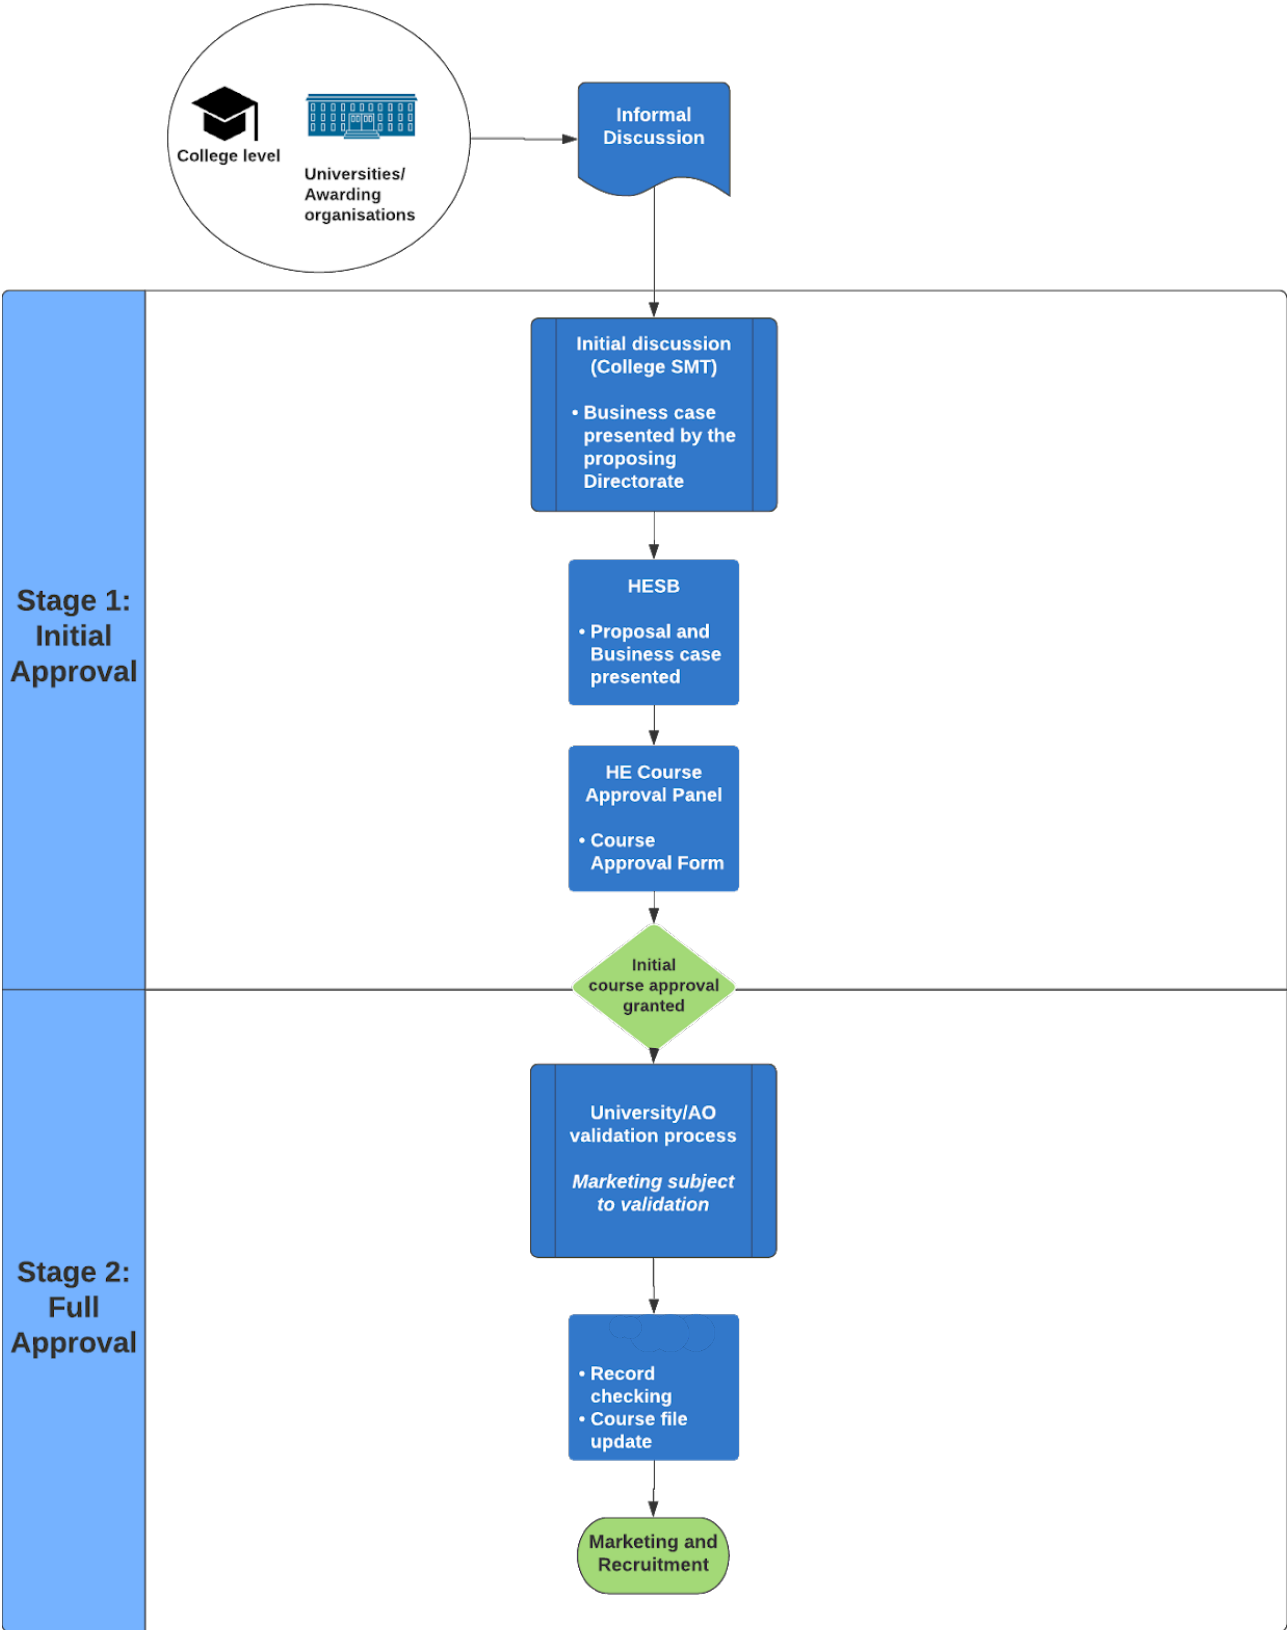 College level
Universities/
Awarding
organisations
Informal
Discussion
Stage 1:
Initial
Approval
Initial discussion
(College SMT)
• Business case
presented by the
proposing
Directorate
HESB
• Proposal and
Business case
presented
HE Course
Approval Panel
• Course
Approval Form
Initial
course approval
granted
Stage 2:
Full
Approval
University/AO
validation process
Marketing subject
to validation
• Record
checking
• Course file
update
Marketing and
Recruitment